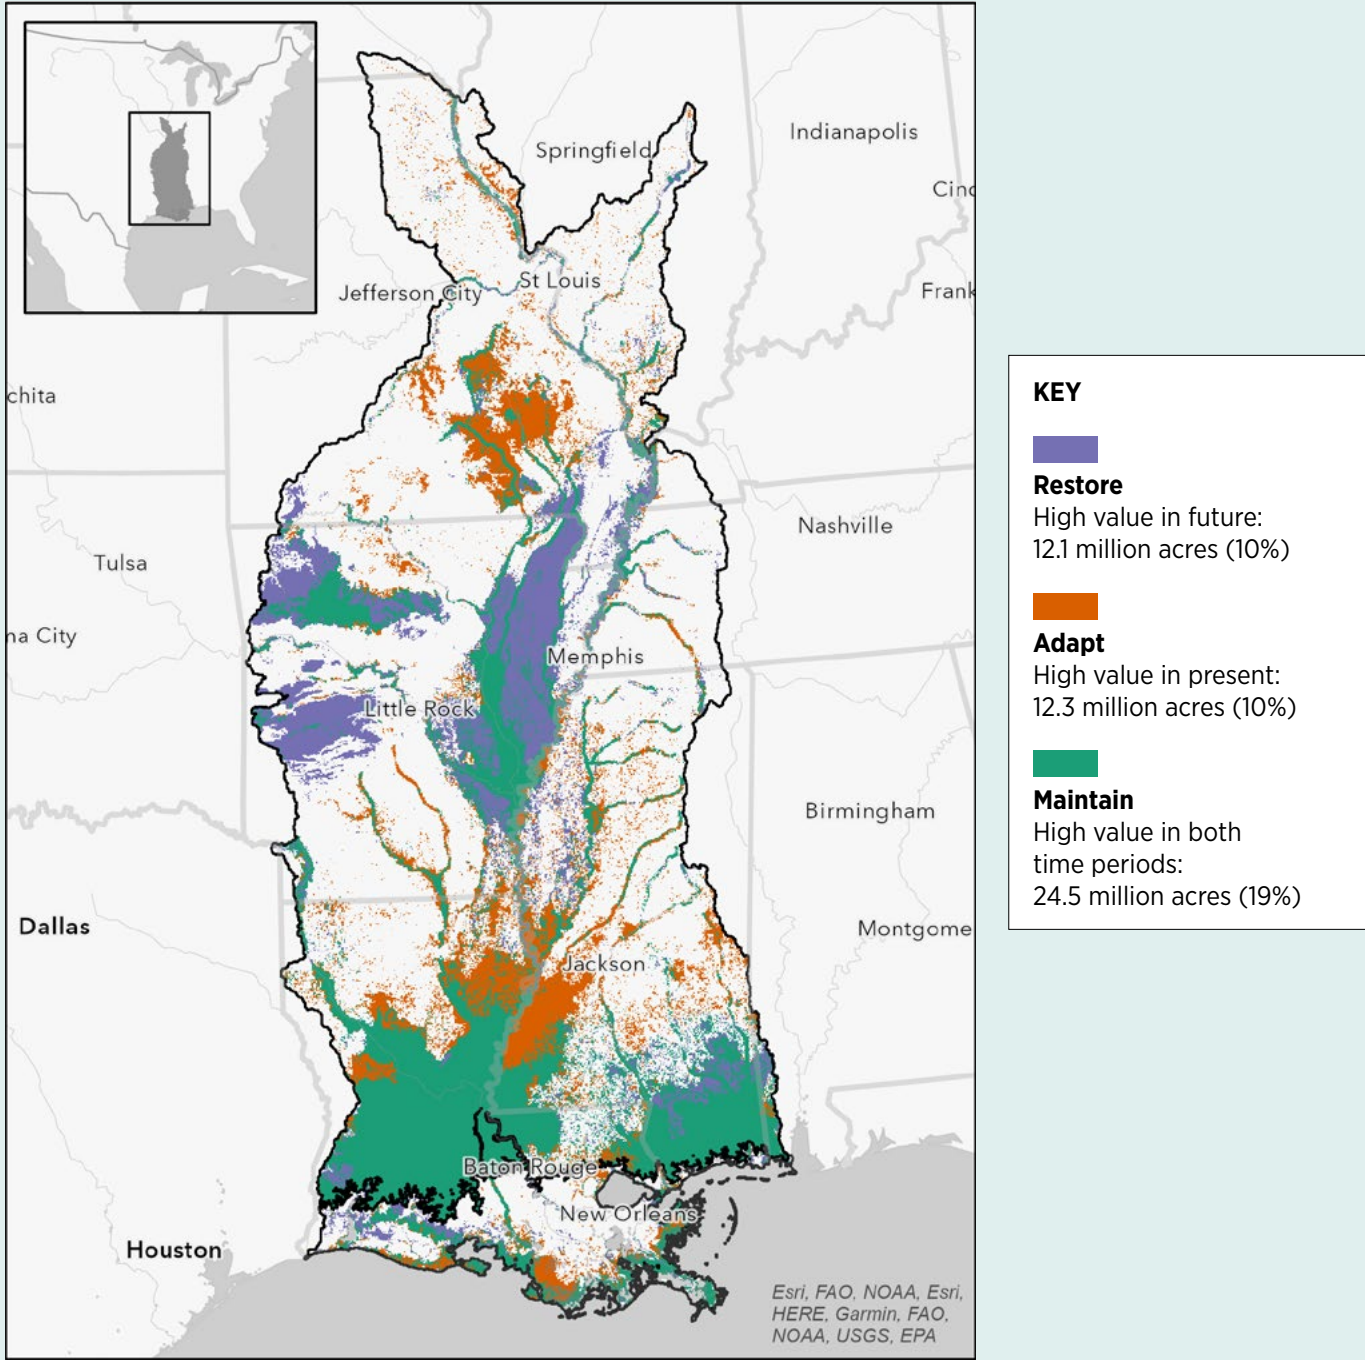 Springfield
Indianapolis
Cinc
St Louis
Jefferson City
Frank
chita
Nashville
Tulsa
na City
Memphis
Little Rock
Birmingham
Dallas
Montgome
Jackson
Baton Rouge
New Orleans
Houston
Esri, FAO, NOAA, Esri,
HERE, Garmin, FAO,
NOAA, USGS, EPA
KEY
Restore
High value in future:
12.1 million acres (10%)
Adapt
High value in present:
12.3 million acres (10%)
Maintain
High value in both
time periods:
24.5 million acres (19%)